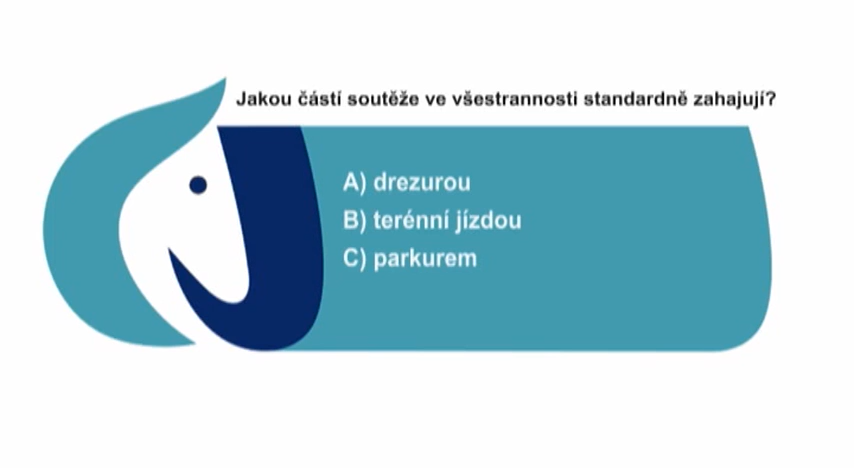 Jakou částí soutěže ve všestrannosti standardně zahajují?
A) drezurou
B) terénní jízdou
C) parkurem